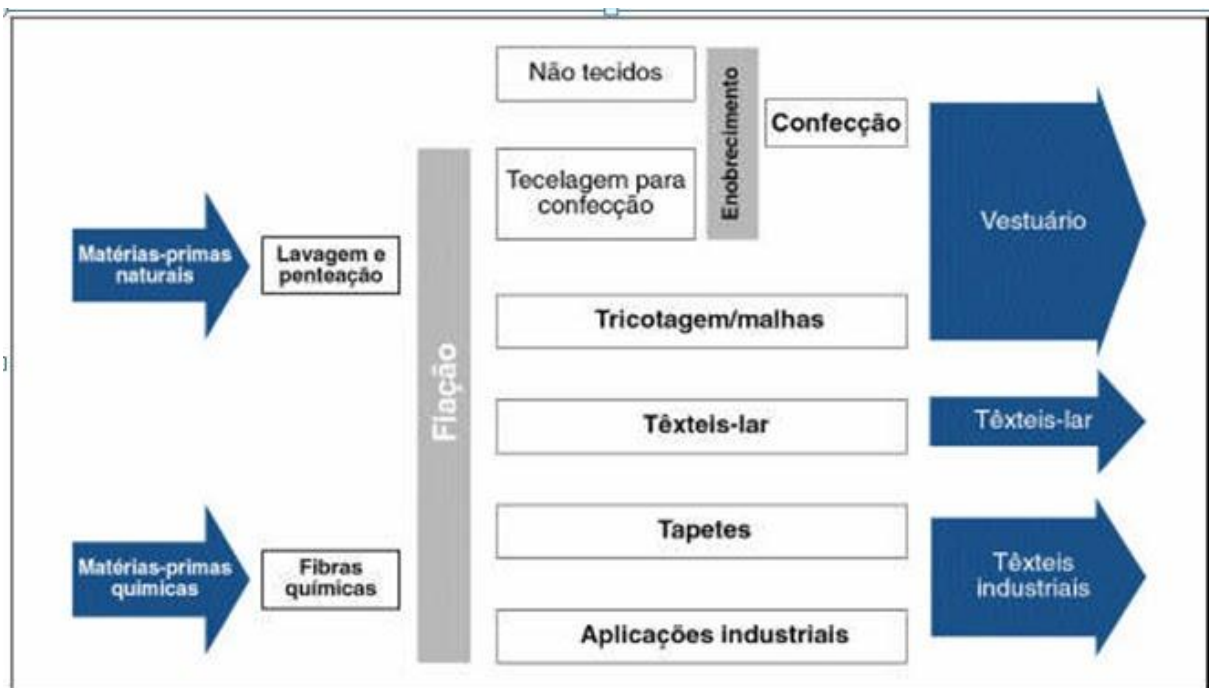 Não tecidos
Enobrecimento
Confecção
Tecelagem para
confecção
Vestuário
Matérias-primas
naturais
Lavagem e
penteação
Fiação
Tricotagem/malhas
Têxteis-lar
Têxteis-lar
Tapetes
Matérias-primas
químicas
Fibras
químicas
Têxteis
industriais
Aplicações industriais